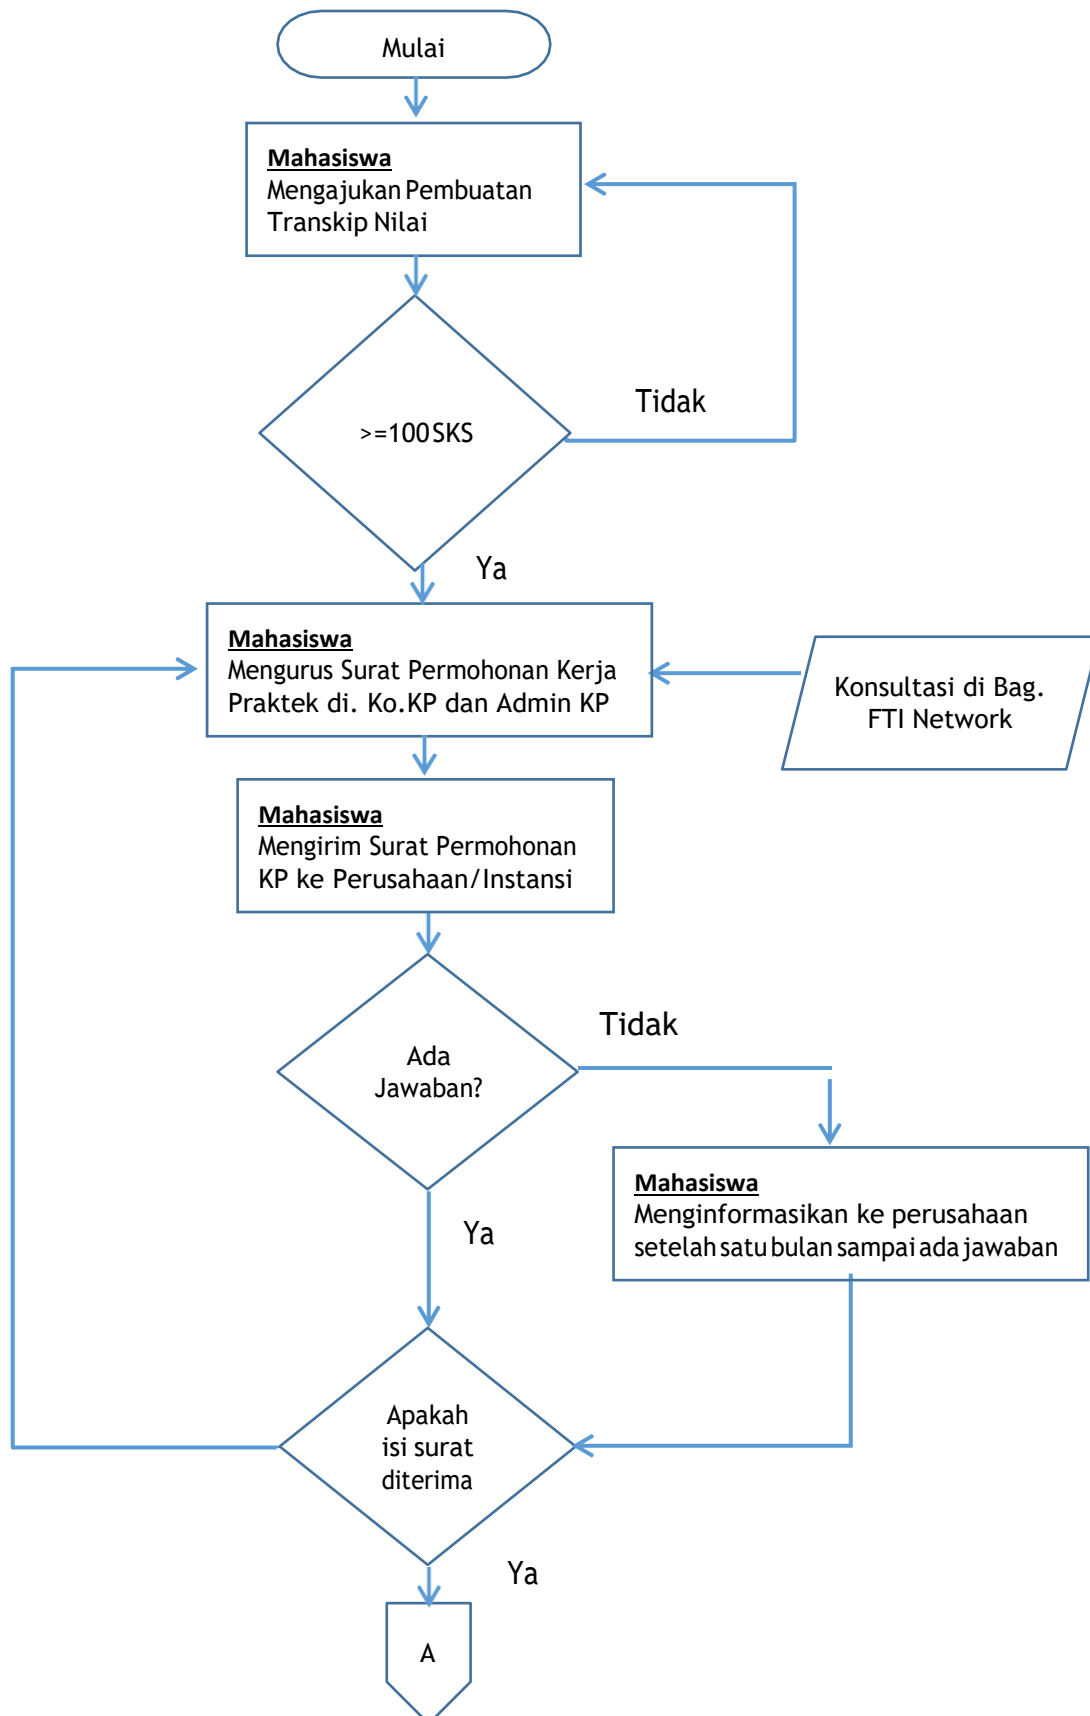 Mulai
Mahasiswa
Mengajukan Pembuatan
Transkip Nilai
Tidak
>=100 SKS
Ya
Mahasiswa
Mengurus Surat Permohonan Kerja
Praktek di. Ko.KP dan Admin KP
Konsultasi di Bag.
FTI Network
Mahasiswa
Mengirim Surat Permohonan
KP ke Perusahaan/Instansi
Tidak
Ada
Jawaban?
Mahasiswa
Menginformasikan ke perusahaan
setelah satu bulan sampai ada jawaban
Ya
Apakah
isi surat
diterima
Ya
A